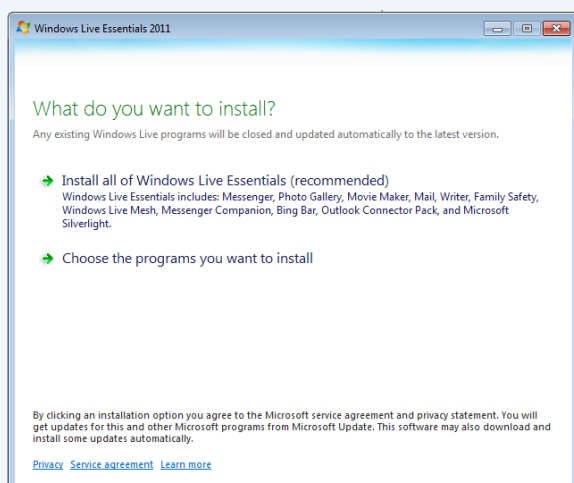 Windows Live Essentials 2011
What do you want to install?
Any existing Windows Live programs will be closed and updated automatically to the latest version.
Install all of Windows Live Essentials (recommended)
Windows Live Essentials includes: Messenger, Photo Gallery, Movie Maker, Mail, Writer, Family Safety,
Windows Live Mesh, Messenger Companion, Bing Bar, Outlook Connector Pack, and Microsoft
Silverlight.
Choose the programs you want to install
By clicking an installation option you agree to the Microsoft service agreement and privacy statement. You will
get updates for this and other Microsoft programs from Microsoft Update. This software may also download and
install some updates automatically.
Privacy Service agreement Learn more